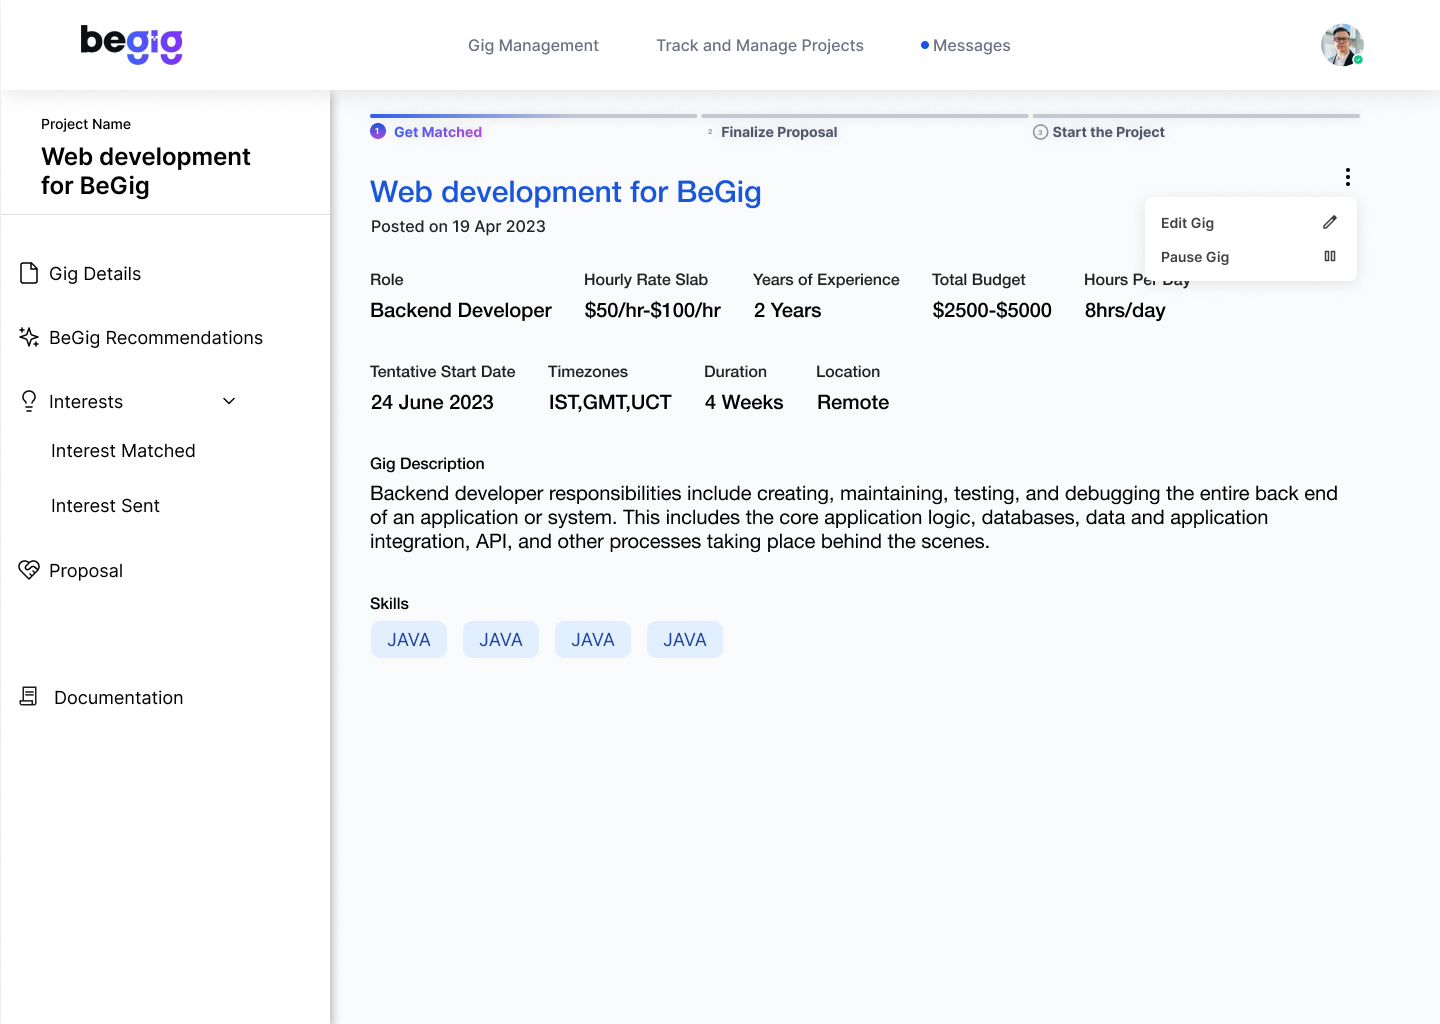 begig
Gig Management Track and Manage Projects Messages
Project Name
Web development
for BeGig
1 Get Matched 2 Finalize Proposal 3 Start the Project
Web development for BeGig
Posted on 19 Apr 2023
Edit Gig
Pause Gig
Gig Details
BeGig Recommendations
Interests
Interest Matched
Interest Sent
Proposal
Documentation
Role Hourly Rate Slab Years of Experience Total Budget Hours Per Day
Backend Developer $50/hr-$100/hr 2 Years $2500-$5000 8hrs/day
Tentative Start Date Timezones Duration Location
24 June 2023 IST,GMT,UCT 4 Weeks Remote
Gig Description
Backend developer responsibilities include creating, maintaining, testing, and debugging the entire back end
of an application or system. This includes the core application logic, databases, data and application
integration, API, and other processes taking place behind the scenes.
Skills
JAVA JAVA JAVA JAVA